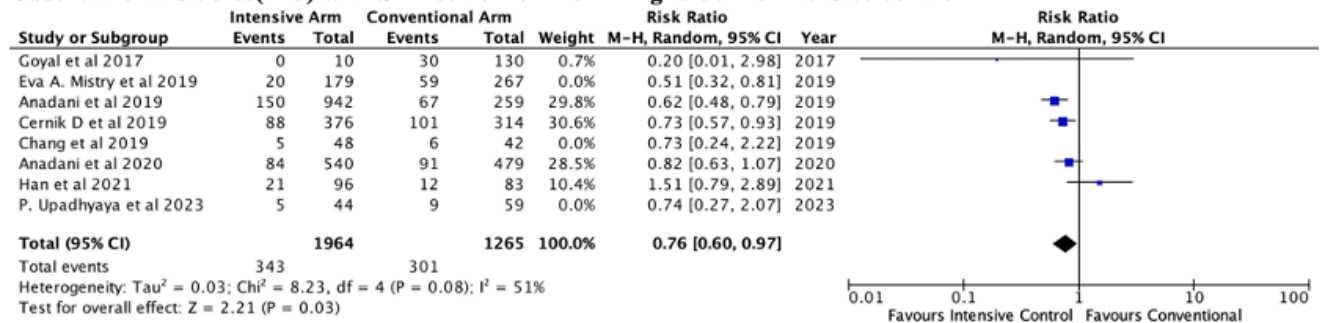 Intensive Arm Conventional Arm Risk Ratio Risk Ratio
Study or Subgroup Events Total Events Total Weight M-H, Random, 95% CI Year M-H, Random, 95% CI
Goyal et al 2017 0 10 30 130 0.7% 0.20 [0.01, 2.98] 2017
Eva A. Mistry et al 2019 20 179 59 267 0.0% 0.51 [0.32, 0.81] 2019
Anadani et al 2019 150 942 67 259 29.8% 0.62 [0.48, 0.79] 2019
Cernik D et al 2019 88 376 101 314 30.6% 0.73 [0.57, 0.93] 2019
Chang et al 2019 5 48 6 42 0.0% 0.73 [0.24, 2.22] 2019
Anadani et al 2020 84 540 91 479 28.5% 0.82 [0.63, 1.07] 2020
Han et al 2021 21 96 12 83 10.4% 1.51 [0.79, 2.89] 2021
P. Upadhyaya et al 2023 5 44 9 59 0.0% 0.74 [0.27, 2.07] 2023
Total (95% CI) 1964 1265 100.0% 0.76 [0.60, 0.97]
Total events 343 301
Heterogeneity: Tau² = 0.03; Chi² = 8.23, df = 4 (P = 0.08); I² = 51%
Test for overall effect: Z = 2.21 (P = 0.03)
0.01 0.1 1 10 100
Favours Intensive Control Favours Conventional